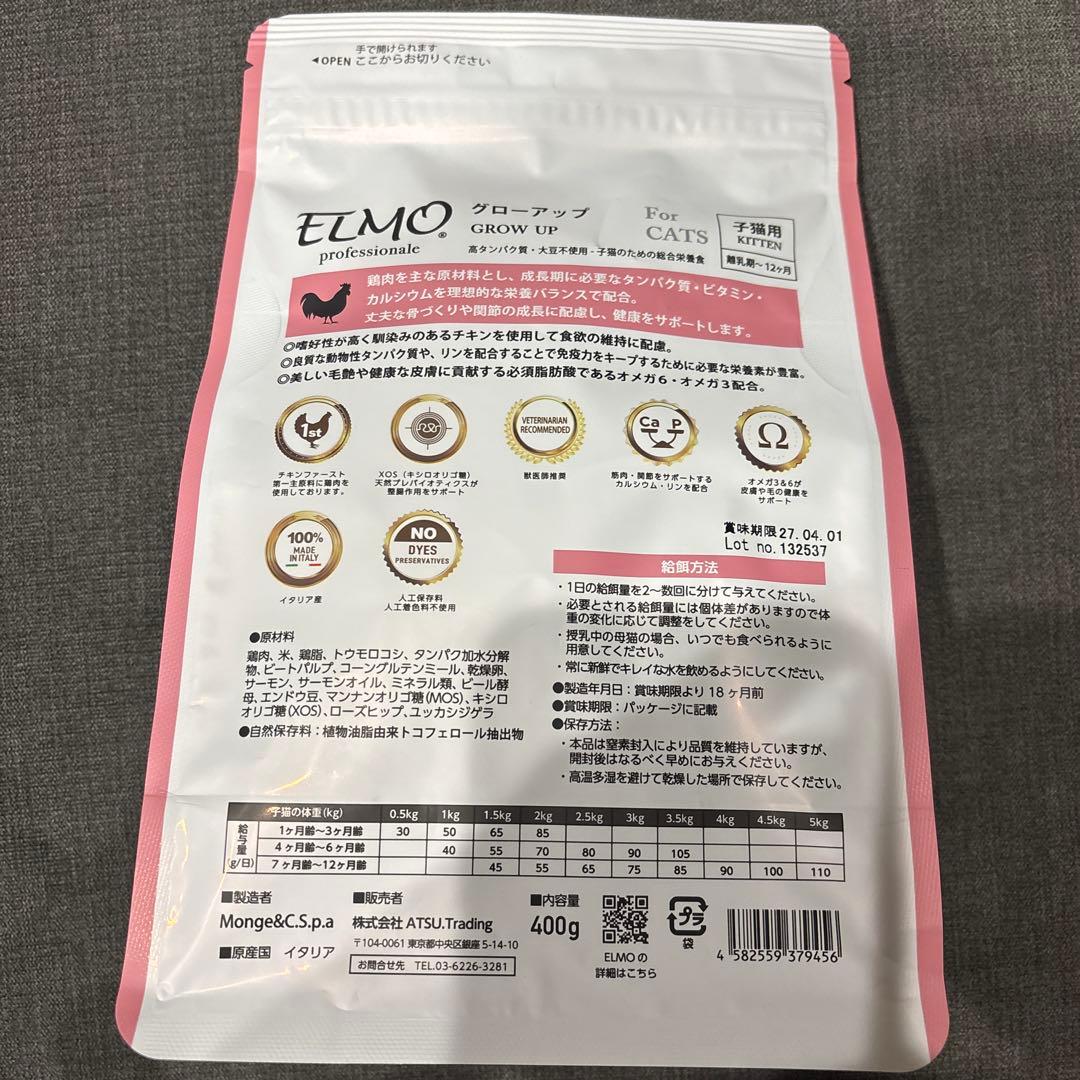 手で開けられます
◀OPEN ここからお切りください
ELMO®
professionale
グローアップ
GROW UP
For
CATS
子猫用
KITTEN
離乳期～12ヶ月
高タンパク質・大豆不使用 - 子猫のための総合栄養食
鶏肉を主な原材料とし、成長期に必要なタンパク質・ビタミン・
カルシウムを理想的な栄養バランスで配合。
丈夫な骨づくりや関節の成長に配慮し、健康をサポートします。
◎嗜好性が高く馴染みのあるチキンを使用して食欲の維持に配慮。
◎良質な動物性タンパク質や、リンを配合することで免疫力をキープするために必要な栄養素が豊富。
◎美しい毛艶や健康な皮膚に貢献する必須脂肪酸であるオメガ6・オメガ3配合。
1st
チキンファースト
第一主原料に鶏肉を
使用しております。
XOS（キシロオリゴ糖）
天然プレバイオティクスが
整腸作用をサポート
VETERINARIAN
RECOMMENDED
獣医師推奨
Ca P
筋肉・関節をサポートする
カルシウム・リンを配合
Ω
オメガ3&6が
皮膚や毛の健康を
サポート
100%
MADE
IN ITALY
イタリア産
NO
DYES
PRESERVATIVES
人工保存料
人工着色料不使用
賞味期限27.04.01
Lot no.132537
給餌方法
・1日の給餌量を2～数回に分けて与えてください。
・必要とされる給餌量には個体差がありますので体
重の変化に応じて調整をしてください。
・授乳中の母猫の場合、いつでも食べられるように
用意してください。
・常に新鮮でキレイな水を飲めるようにしてください。
●製造年月日：賞味期限より18ヶ月前
●賞味期限：パッケージに記載
●保存方法：
・本品は窒素封入により品質を維持していますが、
開封後はなるべく早めにお与えください。
・高温多湿を避けて乾燥した場所で保存してください。
●原材料
鶏肉、米、鶏脂、トウモロコシ、タンパク加水分解
物、ビートパルプ、コーングルテンミール、乾燥卵、
サーモン、サーモンオイル、ミネラル類、ビール酵
母、エンドウ豆、マンナンオリゴ糖(MOS)、キシロ
オリゴ糖(XOS)、ローズヒップ、ユッカシジゲラ
●自然保存料：植物油脂由来トコフェロール抽出物
子猫の体重(kg) 0.5kg 1kg 1.5kg 2kg 2.5kg 3kg 3.5kg 4kg 4.5kg 5kg
給与量(g/日)
1ヶ月齢～3ヶ月齢 30 50 65 85
4ヶ月齢～6ヶ月齢 40 55 70 80 90 105
7ヶ月齢～12ヶ月齢 45 55 65 75 85 90 100 110
■製造者
Monge&C.S.p.a
■原産国 イタリア
■販売者
株式会社 ATSU.Trading
〒104-0061 東京都中央区銀座 5-14-10
お問合せ先 TEL.03-6226-3281
■内容量
400g
ELMO の
詳細はこちら
プラ
袋
4 582559 379456